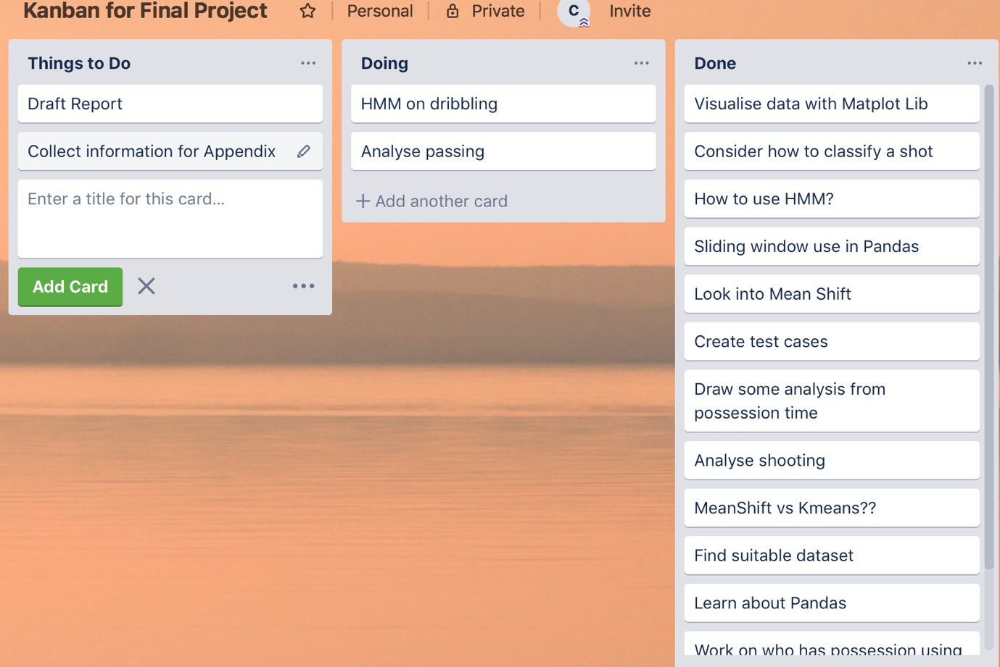 Kanban for Final Project
Personal
Private
C
Invite
Things to Do
Draft Report
Collect information for Appendix
Enter a title for this card...
Add Card
Doing
HMM on dribbling
Analyse passing
+ Add another card
Done
Visualise data with Matplot Lib
Consider how to classify a shot
How to use HMM?
Sliding window use in Pandas
Look into Mean Shift
Create test cases
Draw some analysis from
possession time
Analyse shooting
MeanShift vs Kmeans??
Find suitable dataset
Learn about Pandas
Work on who has possession using